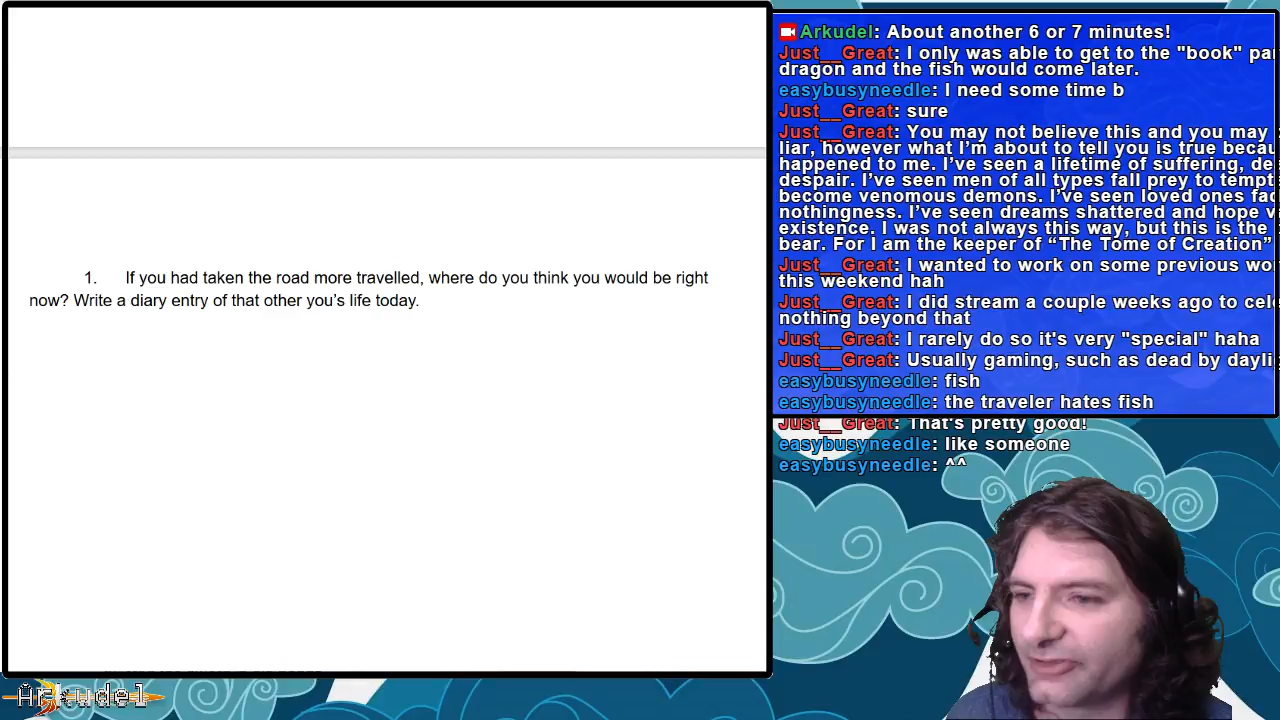 1. If you had taken the road more travelled, where do you think you would be right
now? Write a diary entry of that other you’s life today.
Arkudel: About another 6 or 7 minutes!
Just__Great: I only was able to get to the "book"
dragon and the fish would come later.
easybusyneedle: I need some time b
Just__Great: sure
Just__Great: You may not believe this and you may
liar, however what I’m about to tell you is true
happened to me. I’ve seen a lifetime of suffering,
despair. I’ve seen men of all types fall prey to
become venomous demons. I’ve seen loved ones
nothingness. I’ve seen dreams shattered and hope
existence. I was not always this way, but this is the
bear. For I am the keeper of “The Tome of Creation”
Just__Great: I wanted to work on some previous
this weekend hah
Just__Great: I did stream a couple weeks ago to
nothing beyond that
Just__Great: I rarely do so it's very "special" haha
Just__Great: Usually gaming, such as dead by
easybusyneedle: fish
easybusyneedle: the traveler hates fish
Just__Great: That's pretty good!
easybusyneedle: like someone
easybusyneedle: ^^
Arkudel